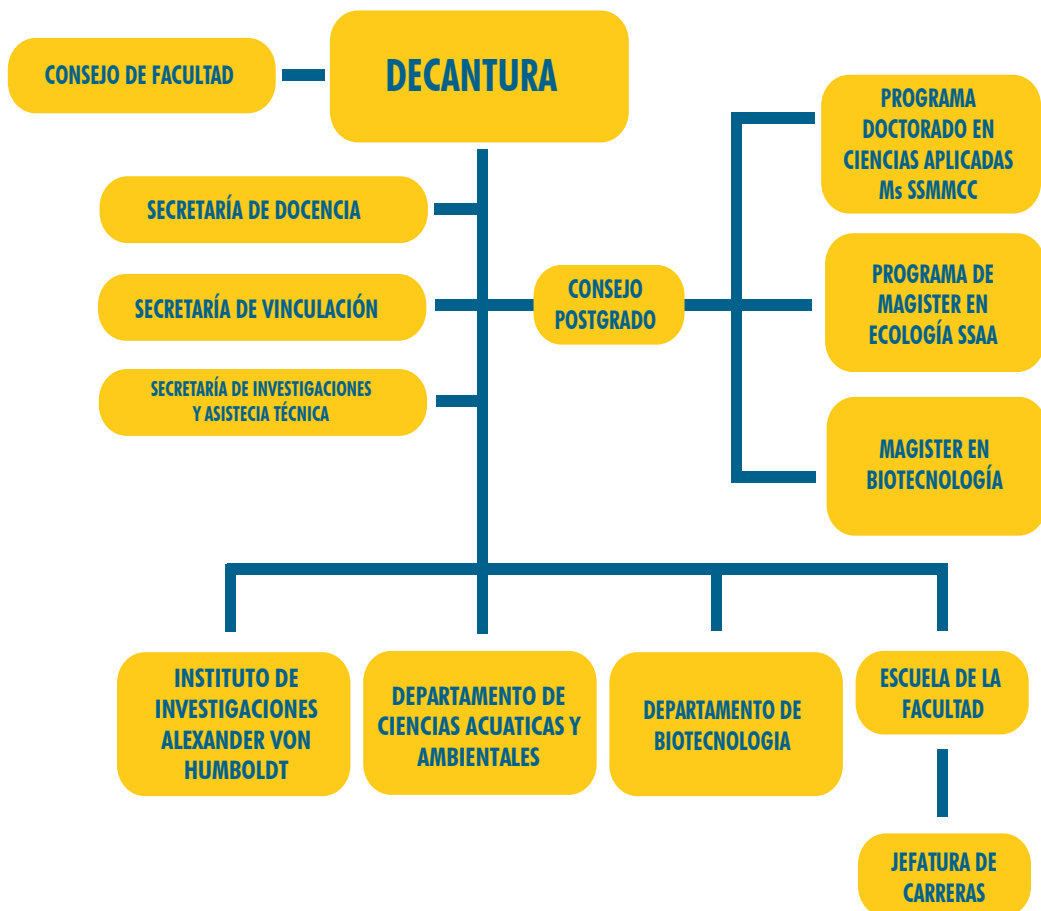 CONSEJO DE FACULTAD
DECANTURA
PROGRAMA
DOCTORADO EN
CIENCIAS APLICADAS
Ms SSMMCC
SECRETARÍA DE DOCENCIA
SECRETARÍA DE VINCULACIÓN
CONSEJO
POSTGRADO
PROGRAMA DE
MAGISTER EN
ECOLOGÍA SSAA
SECRETARÍA DE INVESTIGACIONES
Y ASISTECIA TÉCNICA
MAGISTER EN
BIOTECNOLOGÍA
INSTITUTO DE
INVESTIGACIONES
ALEXANDER VON
HUMBOLDT
DEPARTAMENTO DE
CIENCIAS ACUATICAS Y
AMBIENTALES
DEPARTAMENTO DE
BIOTECNOLOGIA
ESCUELA DE LA
FACULTAD
JEFATURA DE
CARRERAS